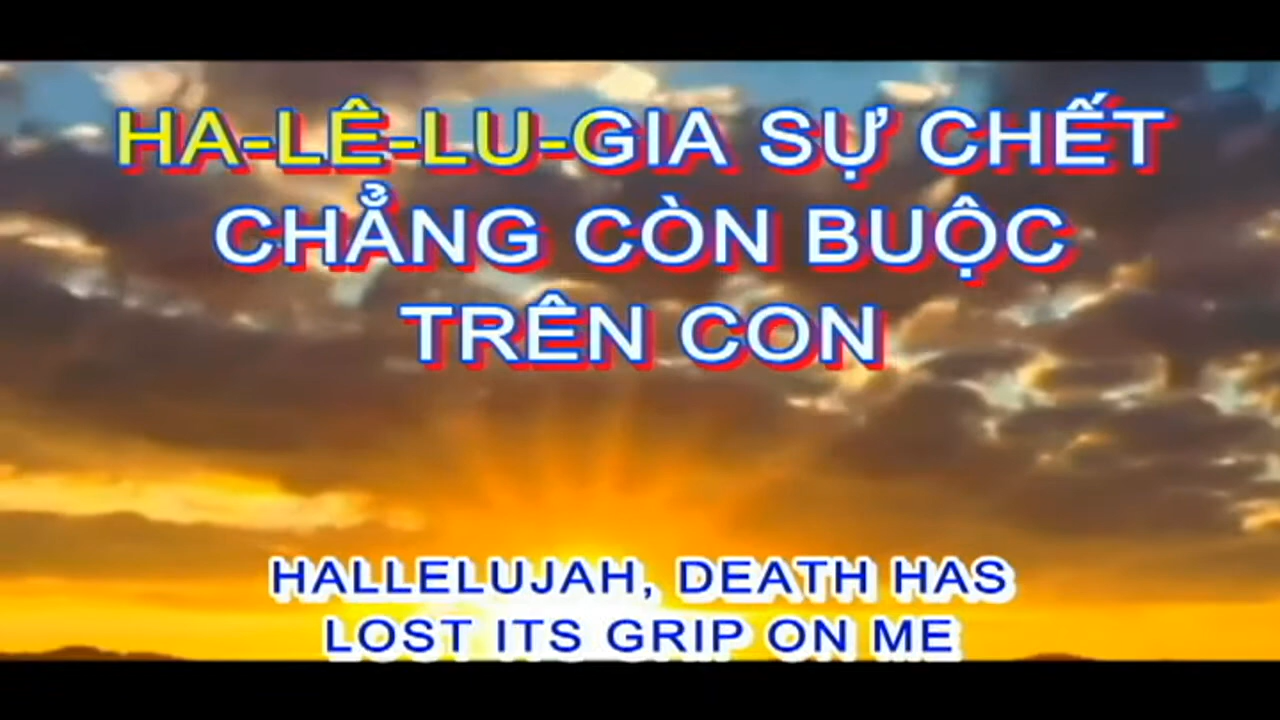 HA-LÊ-LU-GIA SỰ CHẾT
CHẲNG CÒN BUỘC
TRÊN CON
HALLELUJAH, DEATH HAS
LOST ITS GRIP ON ME